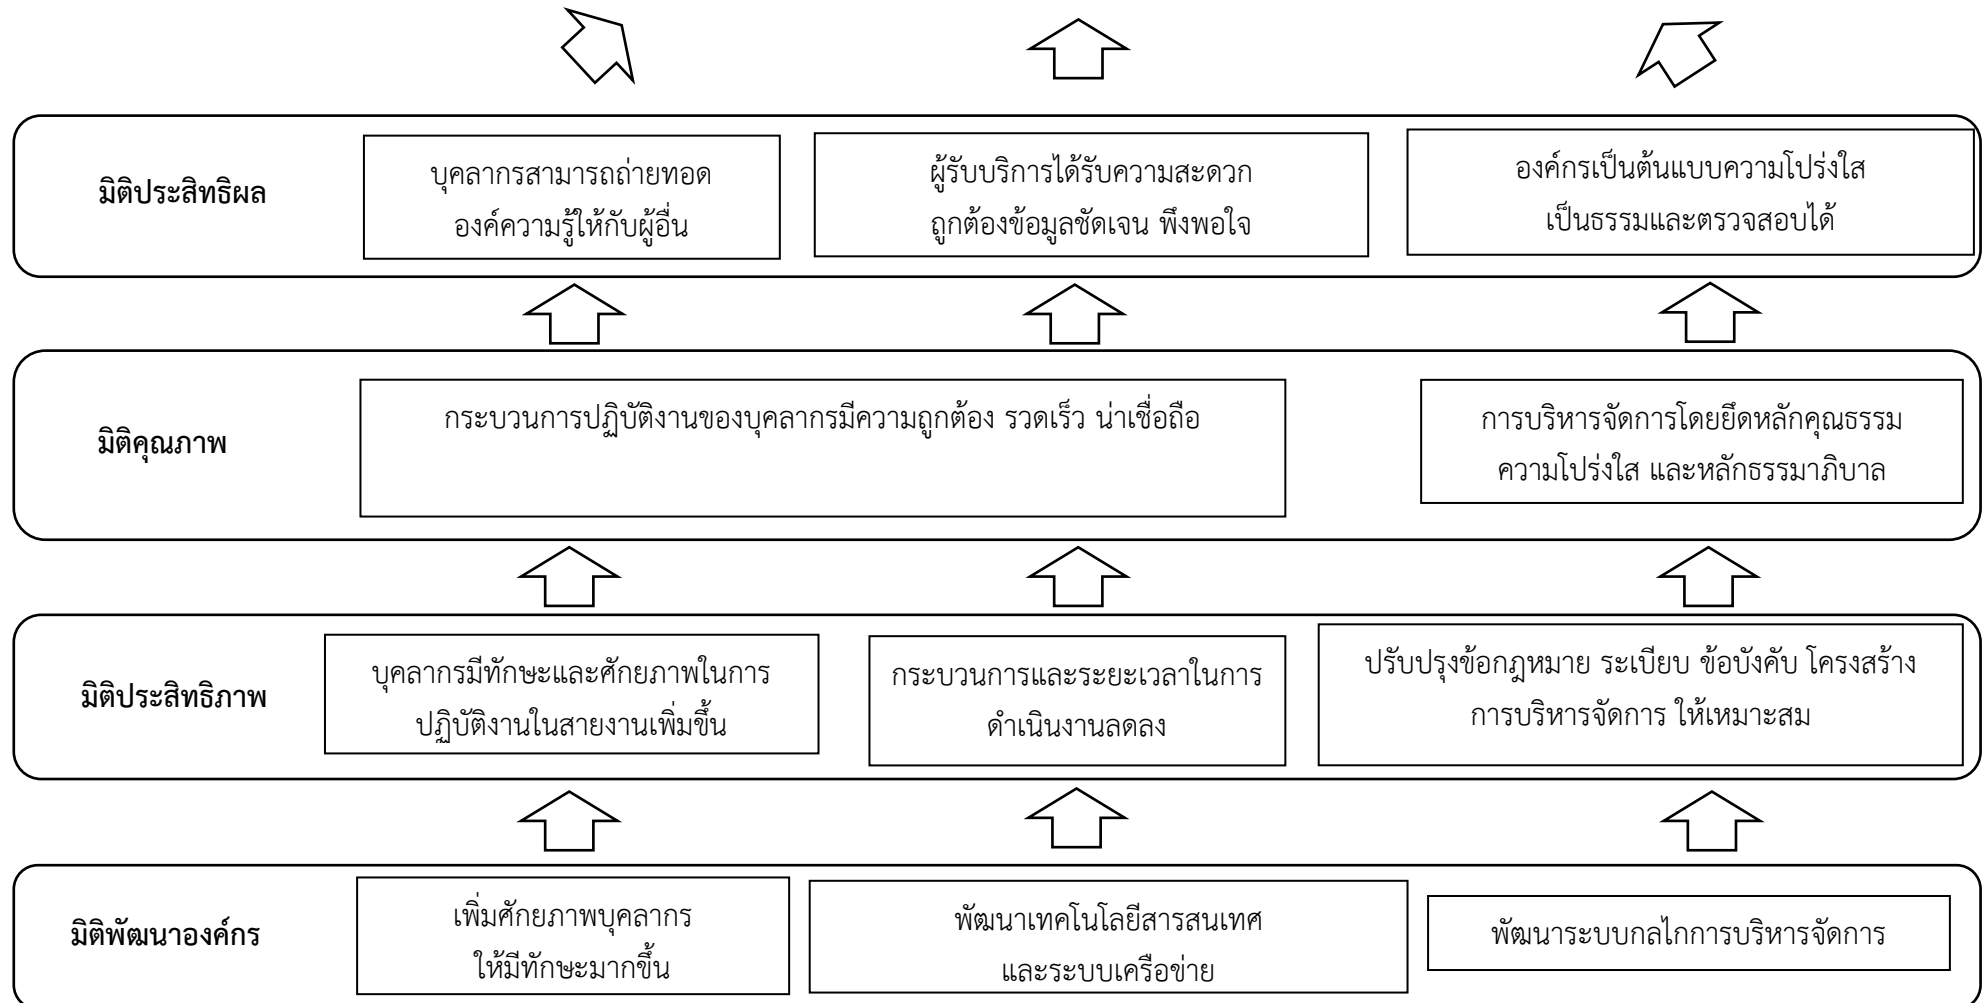 มิติประสิทธิผล
บุคลากรสามารถถ่ายทอด
องค์ความรู้ให้กับผู้อื่น
ผู้รับบริการได้รับความสะดวก
ถูกต้องข้อมูลชัดเจน พึงพอใจ
องค์กรเป็นต้นแบบความโปร่งใส
เป็นธรรมและตรวจสอบได้
มิติคุณภาพ
กระบวนการปฏิบัติงานของบุคลากรมีความถูกต้อง รวดเร็ว น่าเชื่อถือ
การบริหารจัดการโดยยึดหลักคุณธรรม
ความโปร่งใส และหลักธรรมาภิบาล
มิติประสิทธิภาพ
บุคลากรมีทักษะและศักยภาพในการ
ปฏิบัติงานในสายงานเพิ่มขึ้น
กระบวนการและระยะเวลาในการ
ดำเนินงานลดลง
ปรับปรุงข้อกฎหมาย ระเบียบ ข้อบังคับ โครงสร้าง
การบริหารจัดการ ให้เหมาะสม
มิติพัฒนาองค์กร
เพิ่มศักยภาพบุคลากร
ให้มีทักษะมากขึ้น
พัฒนาเทคโนโลยีสารสนเทศ
และระบบเครือข่าย
พัฒนาระบบกลไกการบริหารจัดการ